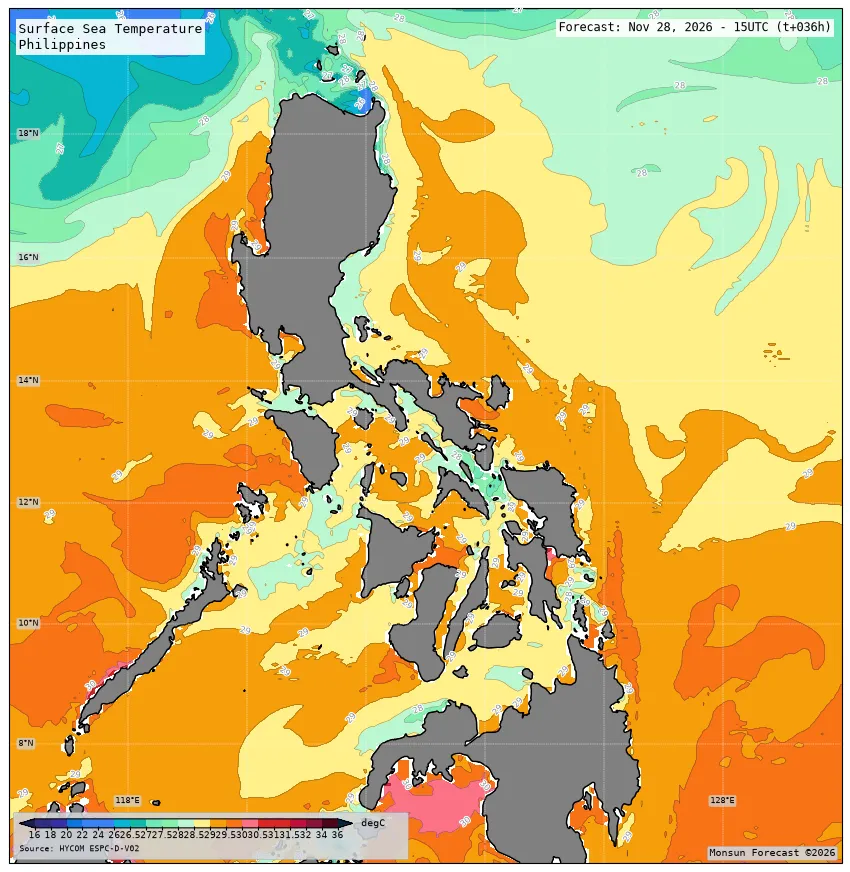 Surface Sea Temperature
Philippines
Forecast: Nov 28, 2026 - 15UTC (t+036h)
18°N
16°N
14°N
12°N
10°N
8°N
118°E
128°E
degC
16 18 20 22 24 26 26.5 27 27.5 28 28.5 29 29.5 30 30.5 31 31.5 32 34 36
Source: HYCOM ESPC-D-V02
Monsun Forecast ©2026